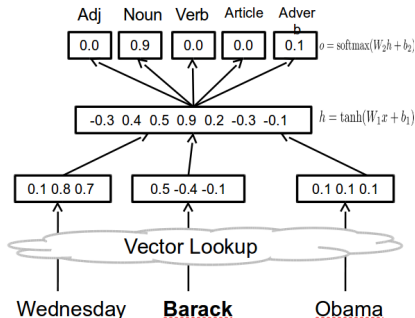 Adj Noun Verb Article Adver
b
0.0 0.9 0.0 0.0 0.1 o = softmax(W₂h + b₂)
-0.3 0.4 0.5 0.9 0.2 -0.3 -0.1 h = tanh(W₁x + b₁)
0.1 0.8 0.7 0.5 -0.4 -0.1 0.1 0.1 0.1
Vector Lookup
Wednesday Barack Obama